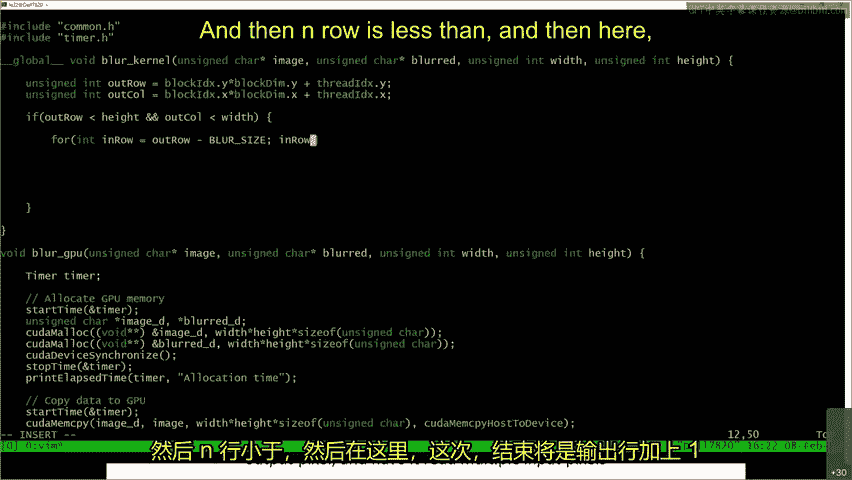 And then n row is less than, and then here,
#include "common.h"
#include "timer.h"
__global__ void blur_kernel(unsigned char* image, unsigned char* blurred, unsigned int width, unsigned int height) {
unsigned int outRow = blockIdx.y*blockDim.y + threadIdx.y;
unsigned int outCol = blockIdx.x*blockDim.x + threadIdx.x;
if(outRow < height && outCol < width) {
for(int inRow = outRow - BLUR_SIZE; inRow
}
}
void blur_gpu(unsigned char* image, unsigned char* blurred, unsigned int width, unsigned int height) {
Timer timer;
// Allocate GPU memory
startTime(&timer);
unsigned char *image_d, *blurred_d;
cudaMalloc((void**) &image_d, width*height*sizeof(unsigned char));
cudaMalloc((void**) &blurred_d, width*height*sizeof(unsigned char));
cudaDeviceSynchronize();
stopTime(&timer);
printElapsedTime(timer, "Allocation time");
// Copy data to GPU
startTime(&timer);
cudaMemcpy(image_d, image, width*height*sizeof(unsigned char), cudaMemcpyHostToDevice);
-- INSERT -- 12,50
然后 n 行小于，然后在这里，这次，结束将是输出行加上 1
+30